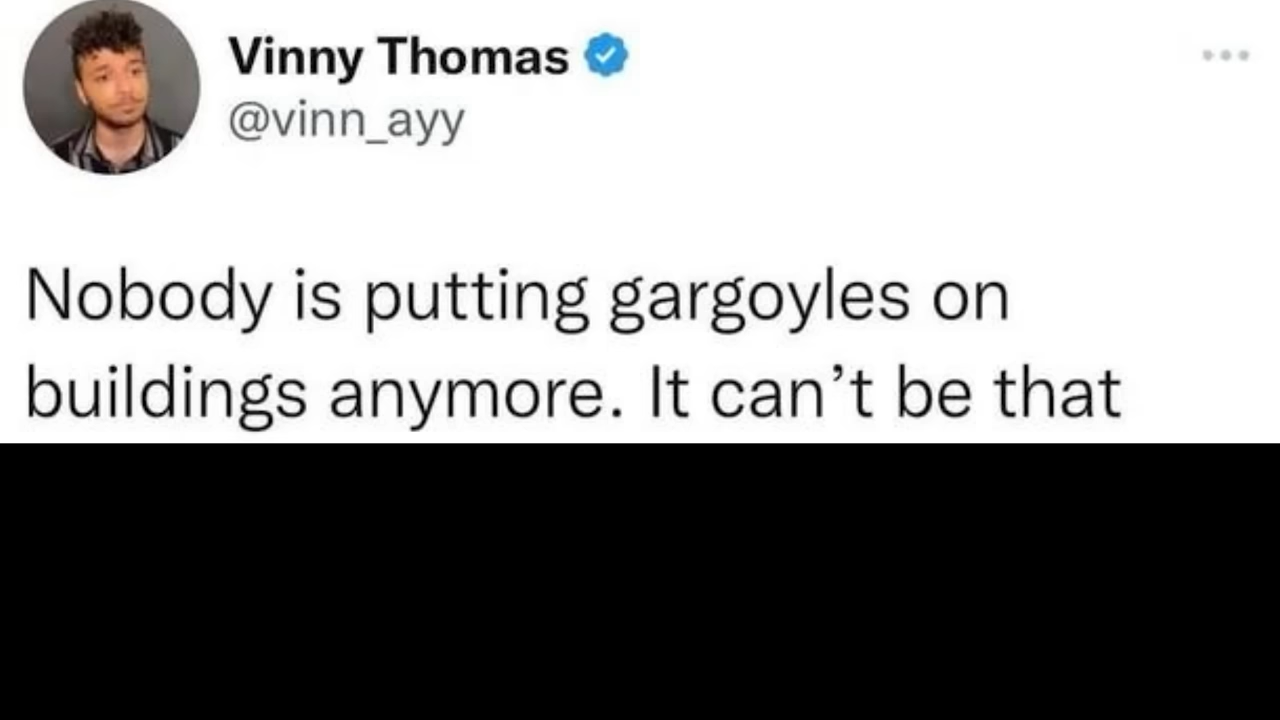 Vinny Thomas
@vinn_ayy
Nobody is putting gargoyles on
buildings anymore. It can’t be that